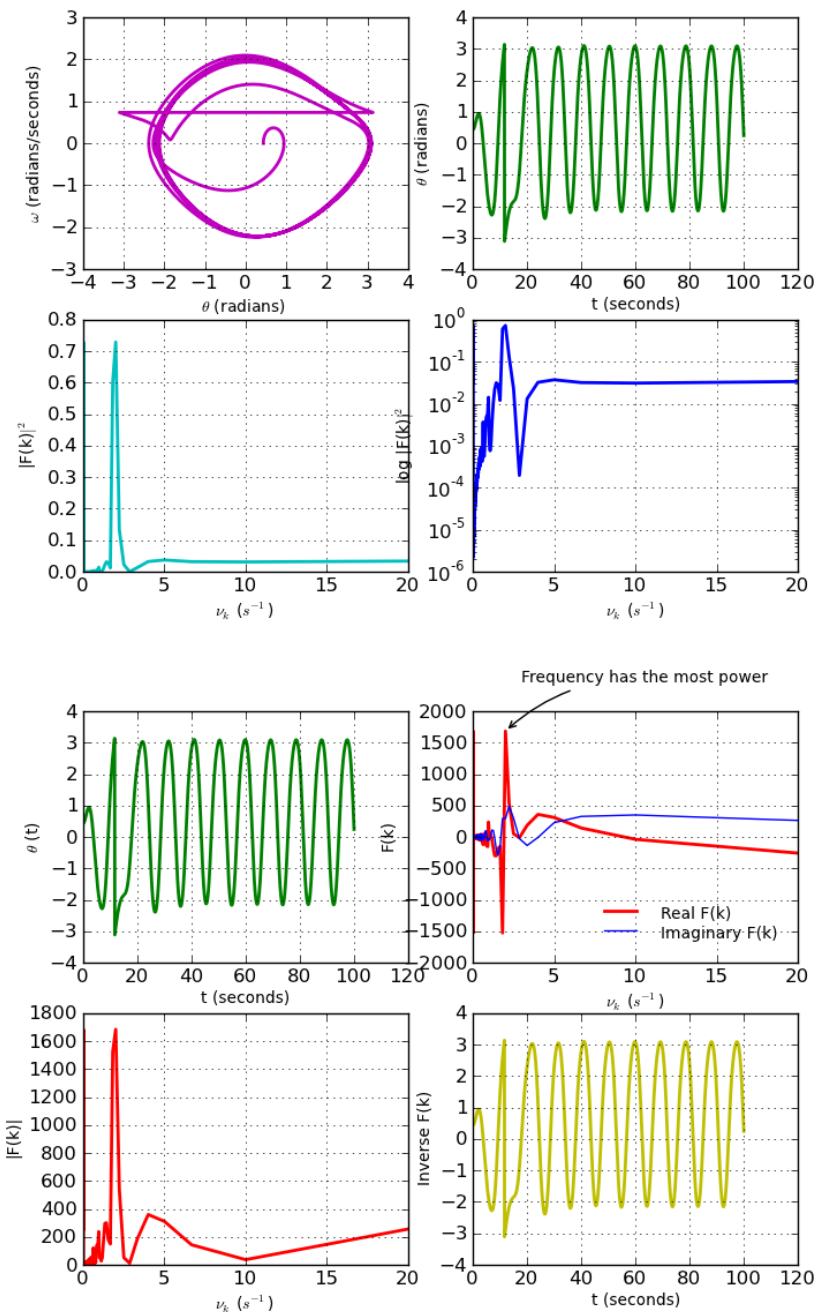 3
2
1
0
−1
−2
−3
−4 −3 −2 −1 0 1 2 3 4
ω (radians/seconds)
θ (radians)
4
3
2
1
0
−1
−2
−3
−4
0 20 40 60 80 100 120
θ (radians)
t (seconds)
0.8
0.7
0.6
0.5
0.4
0.3
0.2
0.1
0.0
0 5 10 15 20
|F(k)|²
ν_k (s⁻¹)
10⁰
10⁻¹
10⁻²
10⁻³
10⁻⁴
10⁻⁵
10⁻⁶
0 5 10 15 20
log |F(k)|²
ν_k (s⁻¹)
4
3
2
1
0
−1
−2
−3
−4
0 20 40 60 80 100 120
θ (t)
t (seconds)
Frequency has the most power
2000
1500
1000
500
0
−500
−1000
−1500
−2000
0 5 10 15 20
F(k)
Real F(k)
Imaginary F(k)
ν_k (s⁻¹)
1800
1600
1400
1200
1000
800
600
400
200
0
0 5 10 15 20
|F(k)|
ν_k (s⁻¹)
4
3
2
1
0
−1
−2
−3
−4
0 20 40 60 80 100 120
Inverse F(k)
t (seconds)